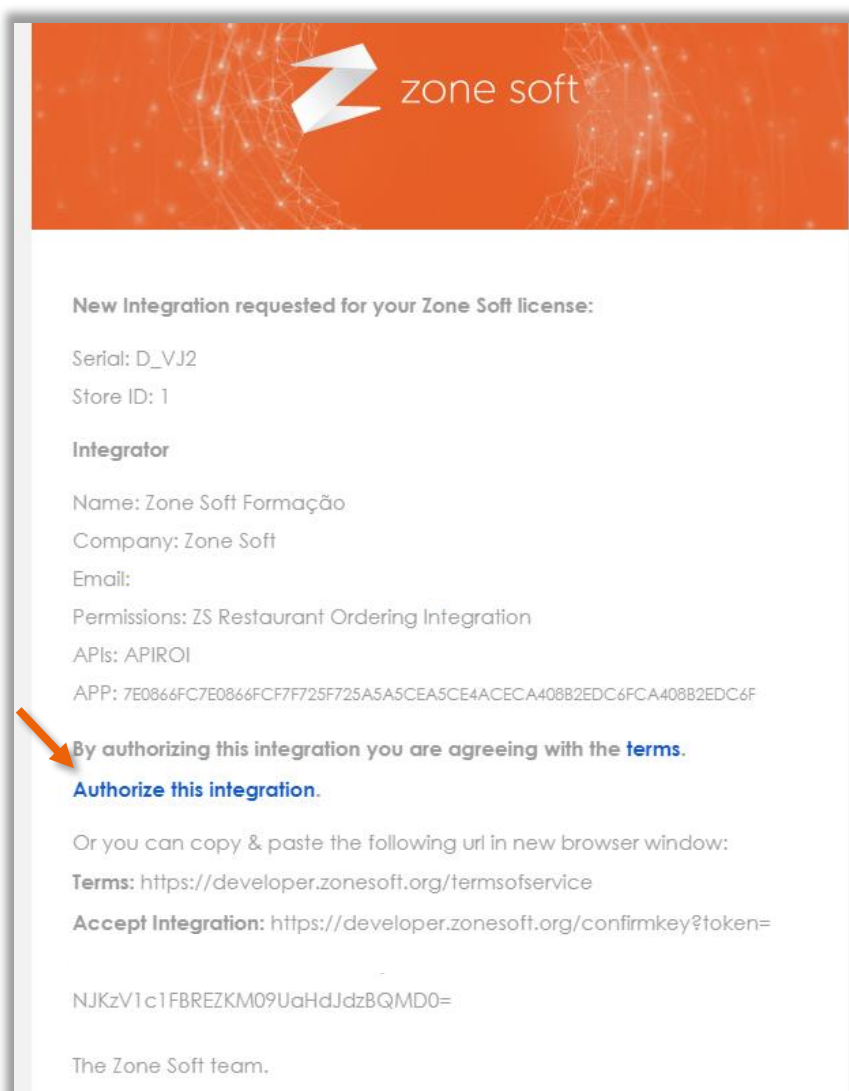 zone soft
New Integration requested for your Zone Soft license:
Serial: D_VJ2
Store ID: 1
Integrator
Name: Zone Soft Formação
Company: Zone Soft
Email:
Permissions: ZS Restaurant Ordering Integration
APIs: APIROI
APP: 7E0866FC7E0866FCF7F725F725A5A5CEA5CE4ACECA408B2EDC6FCA408B2EDC6F
By authorizing this integration you are agreeing with the terms.
Authorize this integration.
Or you can copy & paste the following url in new browser window:
Terms: https://developer.zonesoft.org/termsofservice
Accept Integration: https://developer.zonesoft.org/confirmkey?token=
NJKzV1c1FBREZKM09UaHdJdzBQMD0=
The Zone Soft team.